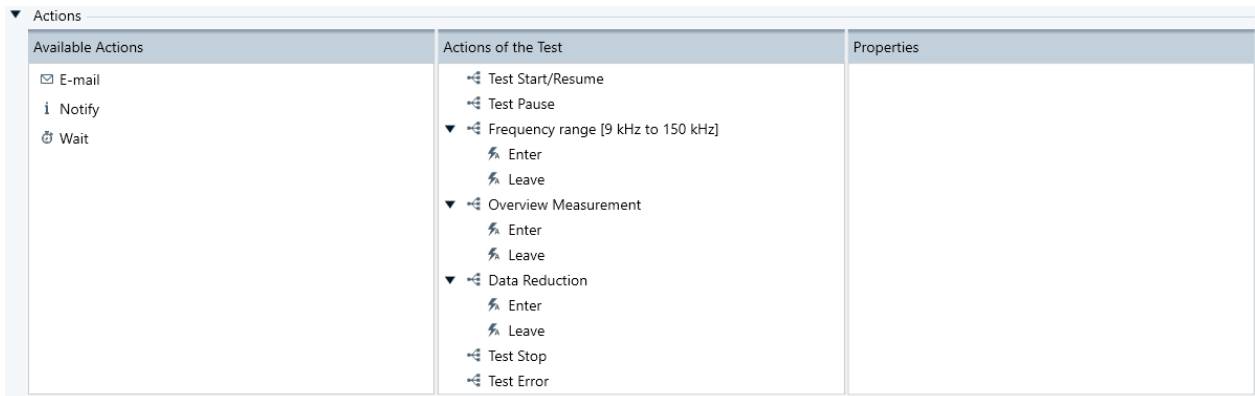 Actions
Available Actions
E-mail
Notify
Wait
Actions of the Test
Test Start/Resume
Test Pause
Frequency range [9 kHz to 150 kHz]
Enter
Leave
Overview Measurement
Enter
Leave
Data Reduction
Enter
Leave
Test Stop
Test Error
Properties